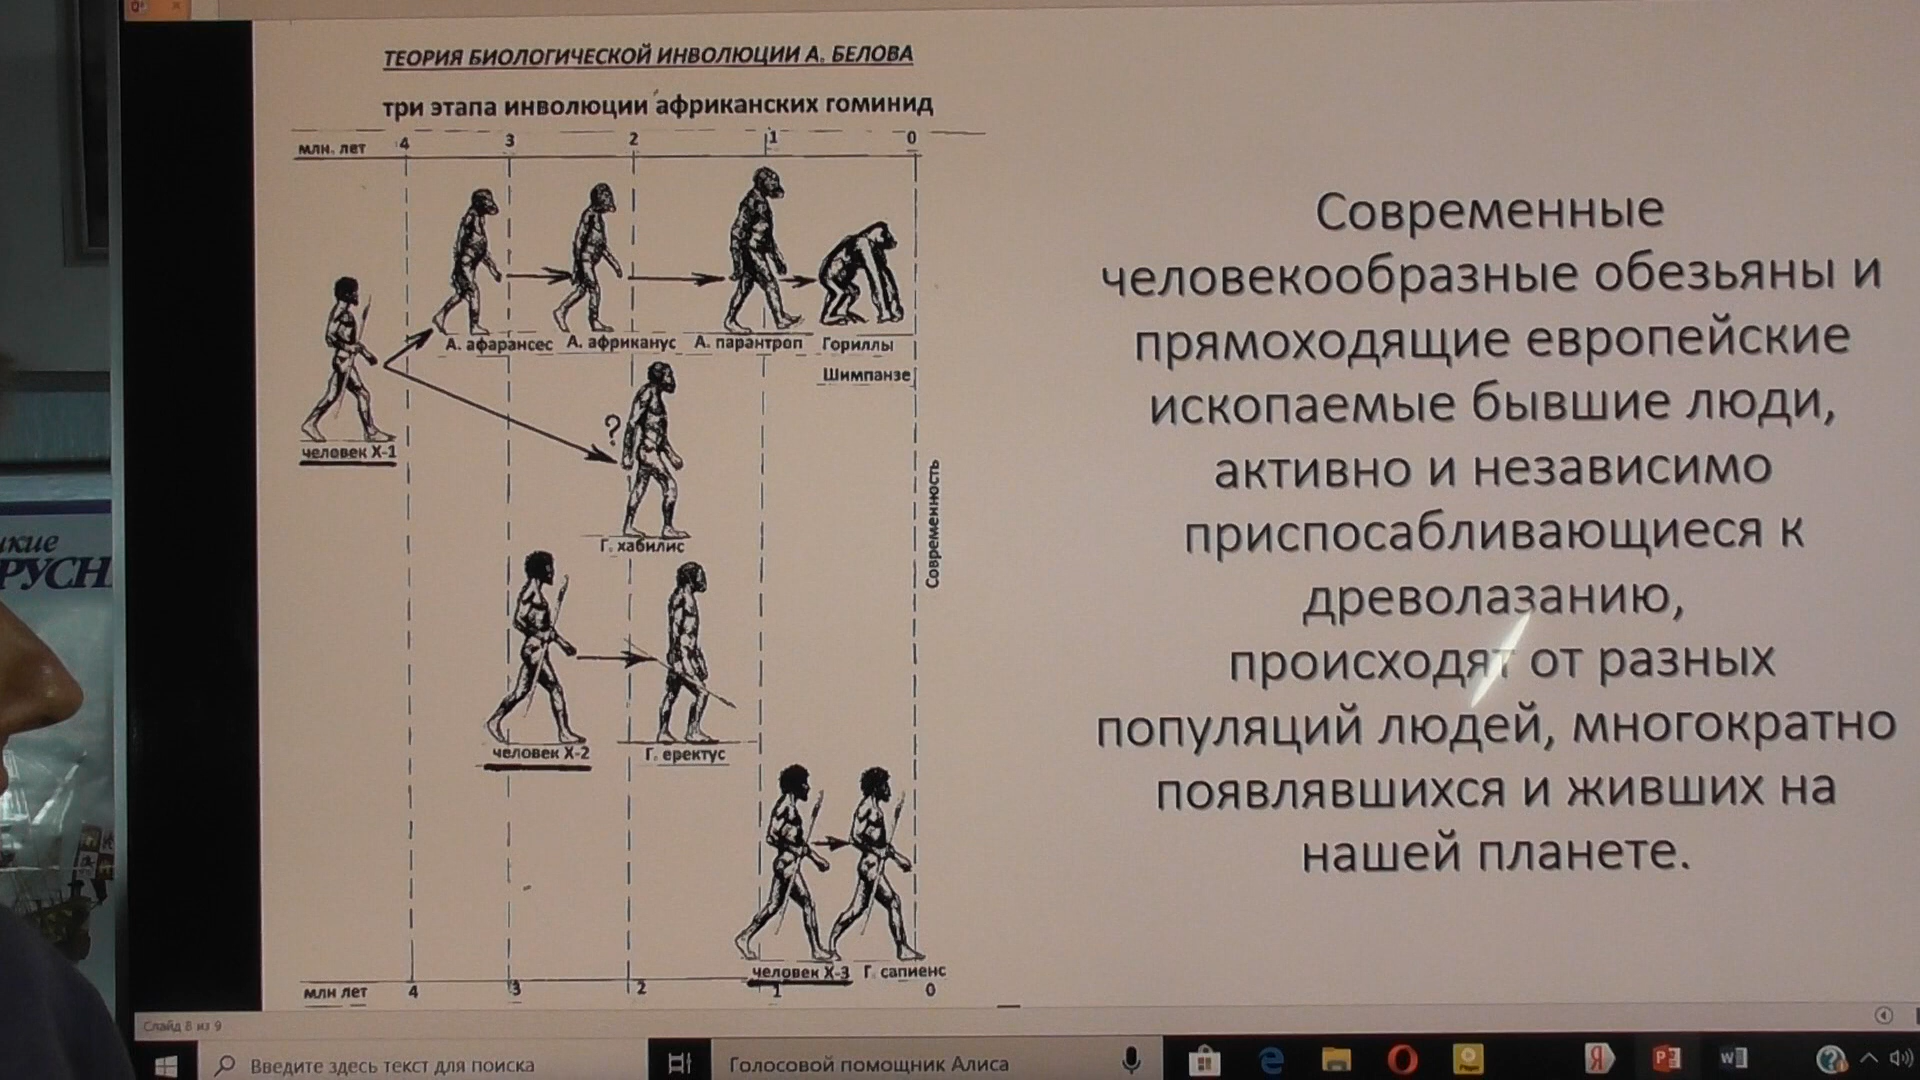 ТЕОРИЯ БИОЛОГИЧЕСКОЙ ИНВОЛЮЦИИ А. БЕЛОВА
три этапа инволюции африканских гоминид
млн. лет 4 3 2 1 0
А. афарансес А. африканус А. парантроп Гориллы
Шимпанзе
человек Х-1
?
Г. хабилис
Современность
человек Х-2 Г. еректус
человек Х-3 Г. сапиенс
млн лет 4 3 2 1 0
Современные
человекообразные обезьяны и
прямоходящие европейские
ископаемые бывшие люди,
активно и независимо
приспосабливающиеся к
древолазанию,
происходят от разных
популяций людей, многократно
появлявшихся и живших на
нашей планете.
Слайд 8 из 9
Введите здесь текст для поиска
Голосовой помощник Алиса